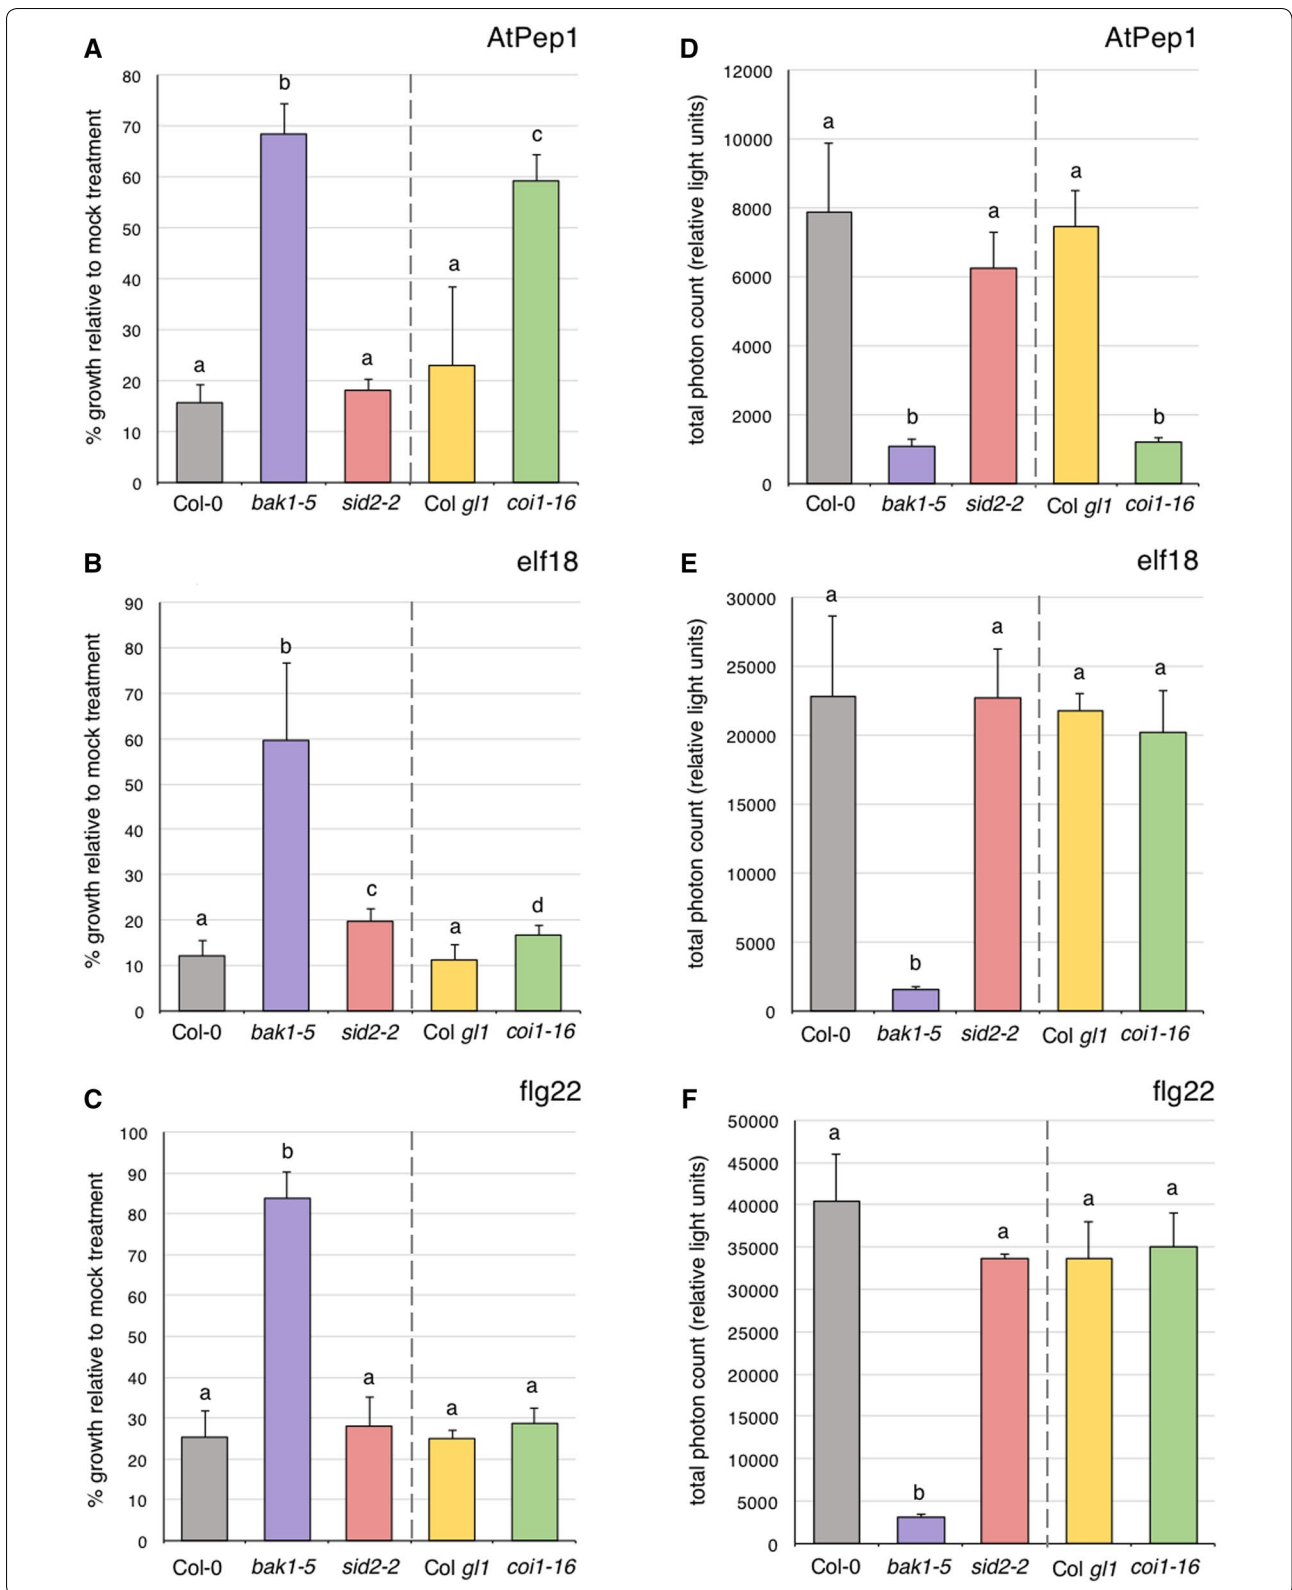 A
AtPep1
% growth relative to mock treatment
80
70
60
50
40
30
20
10
0
a
b
a
a
c
Col-0 bak1-5 sid2-2 Col gl1 coi1-16
D
AtPep1
total photon count (relative light units)
12000
10000
8000
6000
4000
2000
0
a
b
a
a
b
Col-0 bak1-5 sid2-2 Col gl1 coi1-16
B
elf18
% growth relative to mock treatment
90
80
70
60
50
40
30
20
10
0
a
b
c
a
d
Col-0 bak1-5 sid2-2 Col gl1 coi1-16
E
elf18
total photon count (relative light units)
30000
25000
20000
15000
10000
5000
0
a
b
a
a
a
Col-0 bak1-5 sid2-2 Col gl1 coi1-16
C
flg22
% growth relative to mock treatment
100
90
80
70
60
50
40
30
20
10
0
a
b
a
a
a
Col-0 bak1-5 sid2-2 Col gl1 coi1-16
F
flg22
total photon count (relative light units)
50000
45000
40000
35000
30000
25000
20000
15000
10000
5000
0
a
b
a
a
a
Col-0 bak1-5 sid2-2 Col gl1 coi1-16